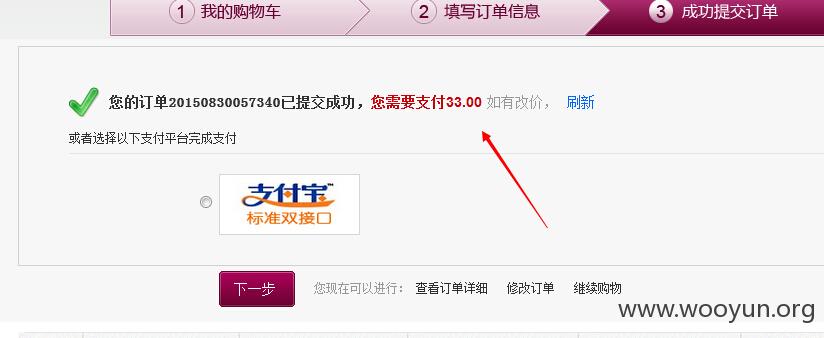 1 我的购物车 2 填写订单信息 3 成功提交订单
您的订单20150830057340已提交成功，您需要支付33.00 如有改价， 刷新
或者选择以下支付平台完成支付
支付宝™
标准双接口
下一步 您现在可以进行： 查看订单详细 修改订单 继续购物
www.wooyun.org